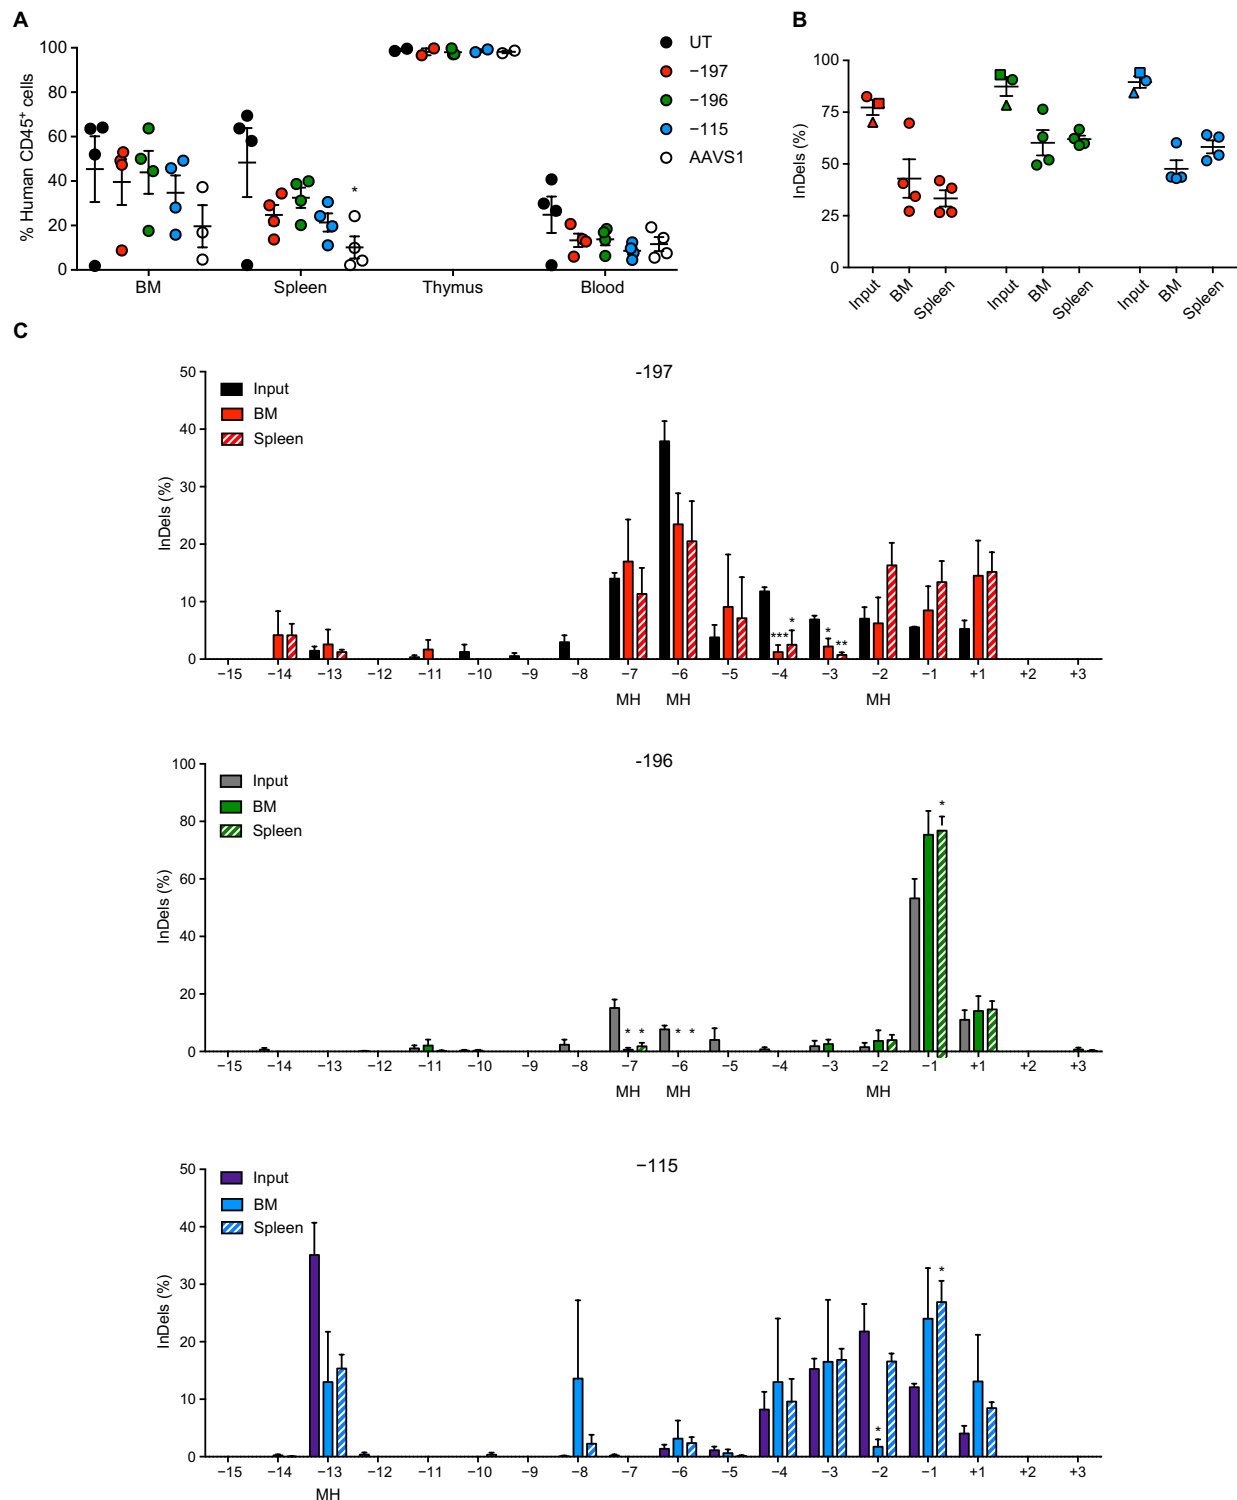 A
% Human CD45+ cells
100
80
60
40
20
0
*
BM
Spleen
Thymus
Blood
UT
−197
−196
−115
AAVS1
B
InDels (%)
100
75
50
25
0
Input
BM
Spleen
Input
BM
Spleen
Input
BM
Spleen
C
-197
Input
BM
Spleen
InDels (%)
50
40
30
20
10
0
*** * * **
−15 −14 −13 −12 −11 −10 −9 −8 −7 −6 −5 −4 −3 −2 −1 +1 +2 +3
MH MH MH
-196
Input
BM
Spleen
InDels (%)
100
80
60
40
20
0
* * * * *
−15 −14 −13 −12 −11 −10 −9 −8 −7 −6 −5 −4 −3 −2 −1 +1 +2 +3
MH MH MH
−115
Input
BM
Spleen
InDels (%)
50
40
30
20
10
0
* *
−15 −14 −13 −12 −11 −10 −9 −8 −7 −6 −5 −4 −3 −2 −1 +1 +2 +3
MH